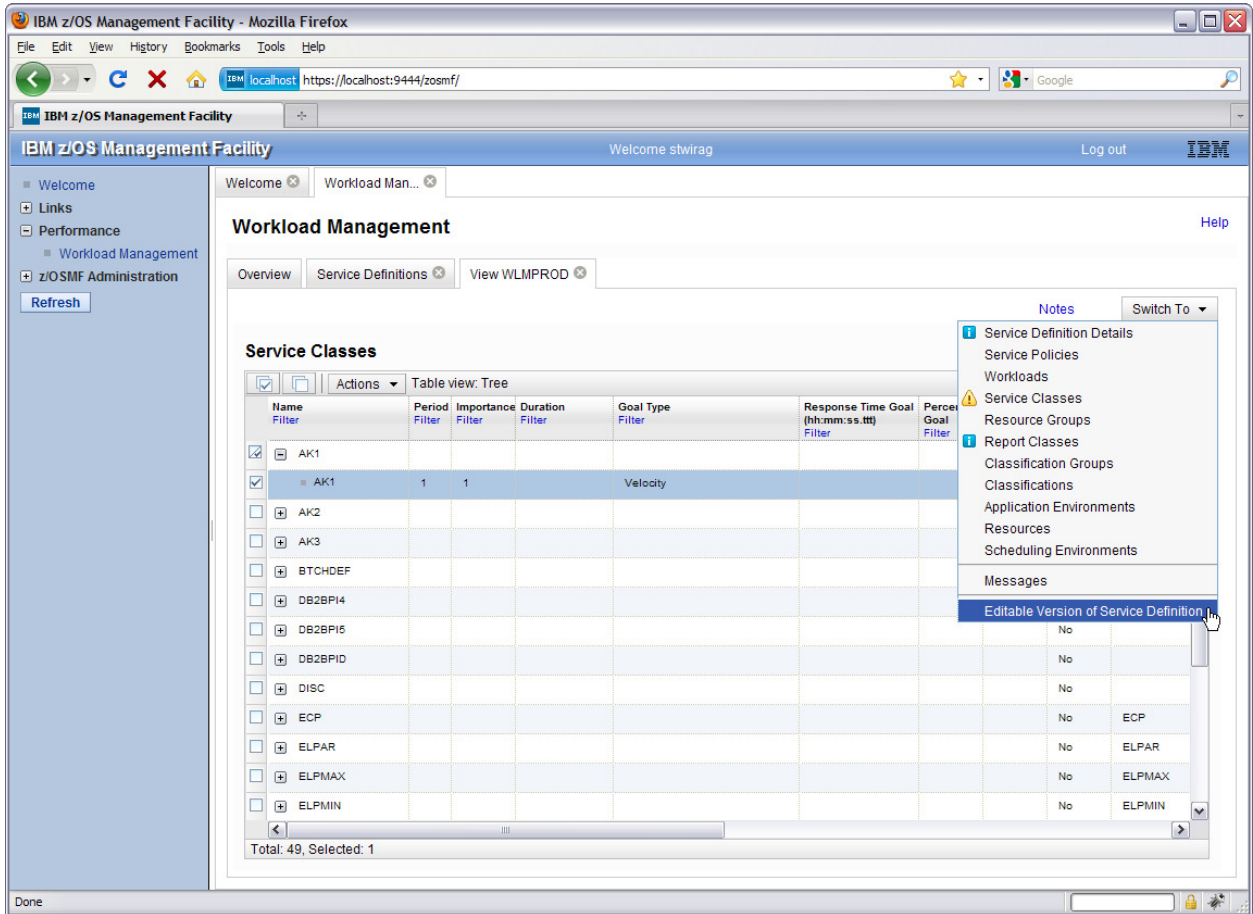 IBM z/OS Management Facility - Mozilla Firefox
File Edit View History Bookmarks Tools Help
IBM localhost https://localhost:9444/zosmf/ Google
IBM IBM z/OS Management Facility
IBM z/OS Management Facility Welcome stwirag Log out IBM
Welcome
Links
Performance
Workload Management
z/OSMF Administration
Refresh
Welcome Workload Man...
Workload Management Help
Overview Service Definitions View WLMPROD
Notes Switch To
Service Definition Details
Service Policies
Workloads
Service Classes
Resource Groups
Report Classes
Classification Groups
Classifications
Application Environments
Resources
Scheduling Environments
Messages
Editable Version of Service Definition
Service Classes
Actions Table view: Tree
Name Period Importance Duration Goal Type Response Time Goal
(hh:mm:ss.ttt) Goal
Filter Filter Filter Filter Filter Filter Filter
AK1
AK1 1 1 Velocity
AK2
AK3
BTCHDEF
DB2BPI4
DB2BPI5 No
DB2BPID No
DISC No
ECP No ECP
ELPAR No ELPAR
ELPMAX No ELPMAX
ELPMIN No ELPMIN
Total: 49, Selected: 1
Done